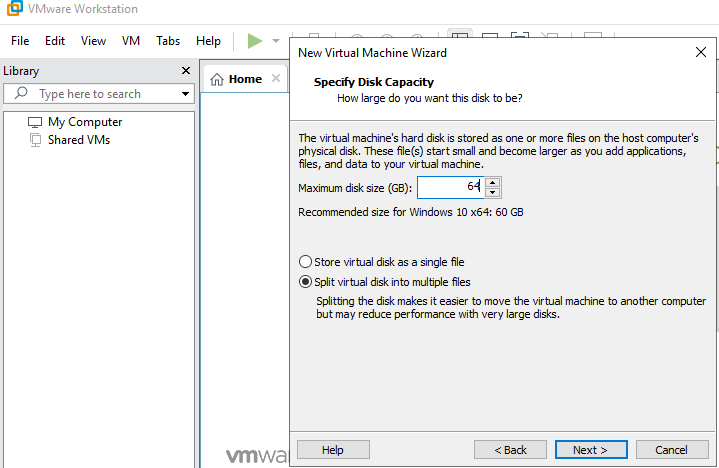 VMware Workstation
File Edit View VM Tabs Help
Library
Type here to search
My Computer
Shared VMs
Home
New Virtual Machine Wizard
Specify Disk Capacity
How large do you want this disk to be?
The virtual machine's hard disk is stored as one or more files on the host computer's
physical disk. These file(s) start small and become larger as you add applications,
files, and data to your virtual machine.
Maximum disk size (GB): 64
Recommended size for Windows 10 x64: 60 GB
Store virtual disk as a single file
Split virtual disk into multiple files
Splitting the disk makes it easier to move the virtual machine to another computer
but may reduce performance with very large disks.
vmwa
Help < Back Next > Cancel